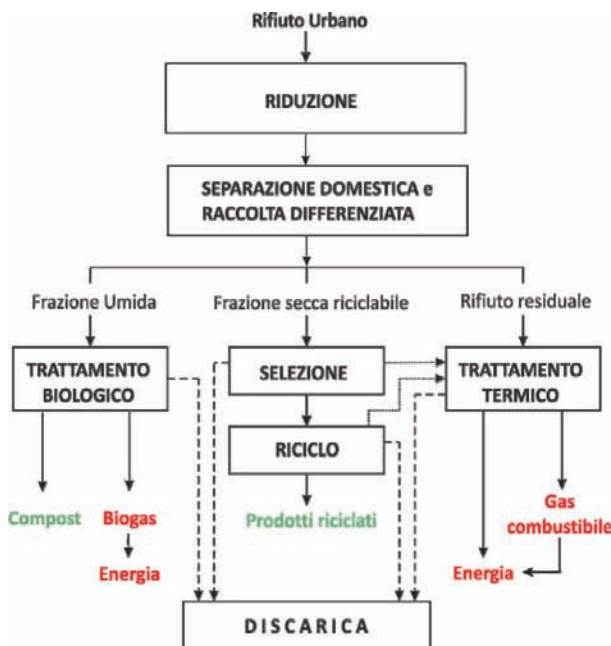 Rifiuto Urbano
RIDUZIONE
SEPARAZIONE DOMESTICA e
RACCOLTA DIFFERENZIATA
Frazione Umida
Frazione secca riciclabile
Rifiuto residuale
TRATTAMENTO
BIOLOGICO
SELEZIONE
TRATTAMENTO
TERMICO
RICICLO
Compost
Biogas
Prodotti riciclati
Gas
combustibile
Energia
Energia
DISCARICA